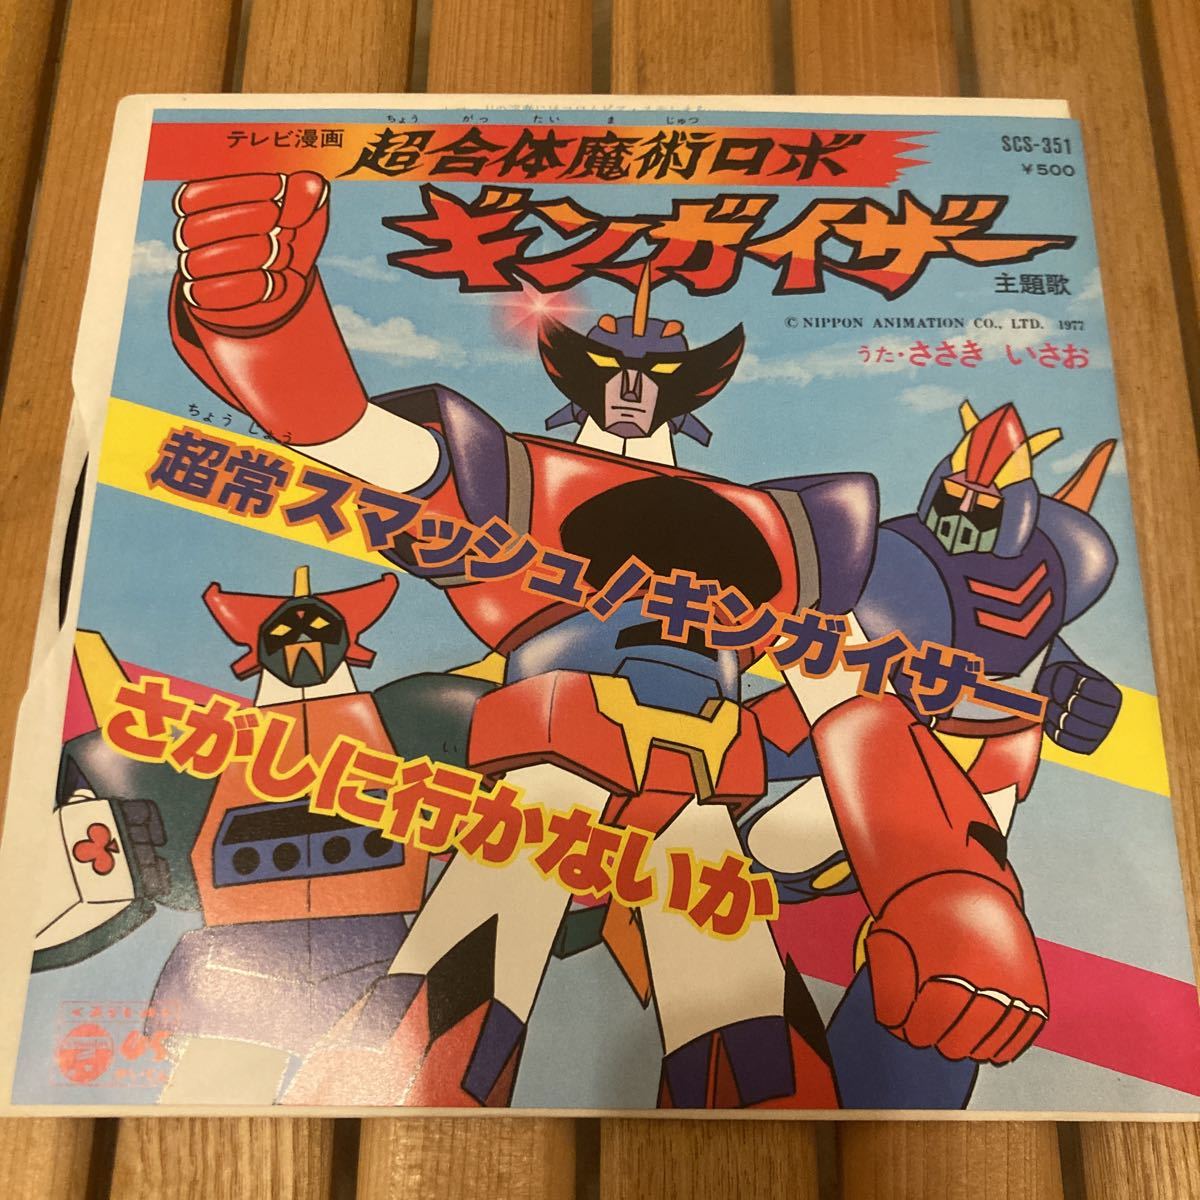 ちょう がっ たい ま じゅつ
テレビ漫画 超合体魔術ロボ
SCS-351
¥500
ギンガイザー
主題歌
© NIPPON ANIMATION CO., LTD. 1977
うた・ささき いさお
ちょうじょう
超常スマッシュ!ギンガイザー
い
さがしに行かないか